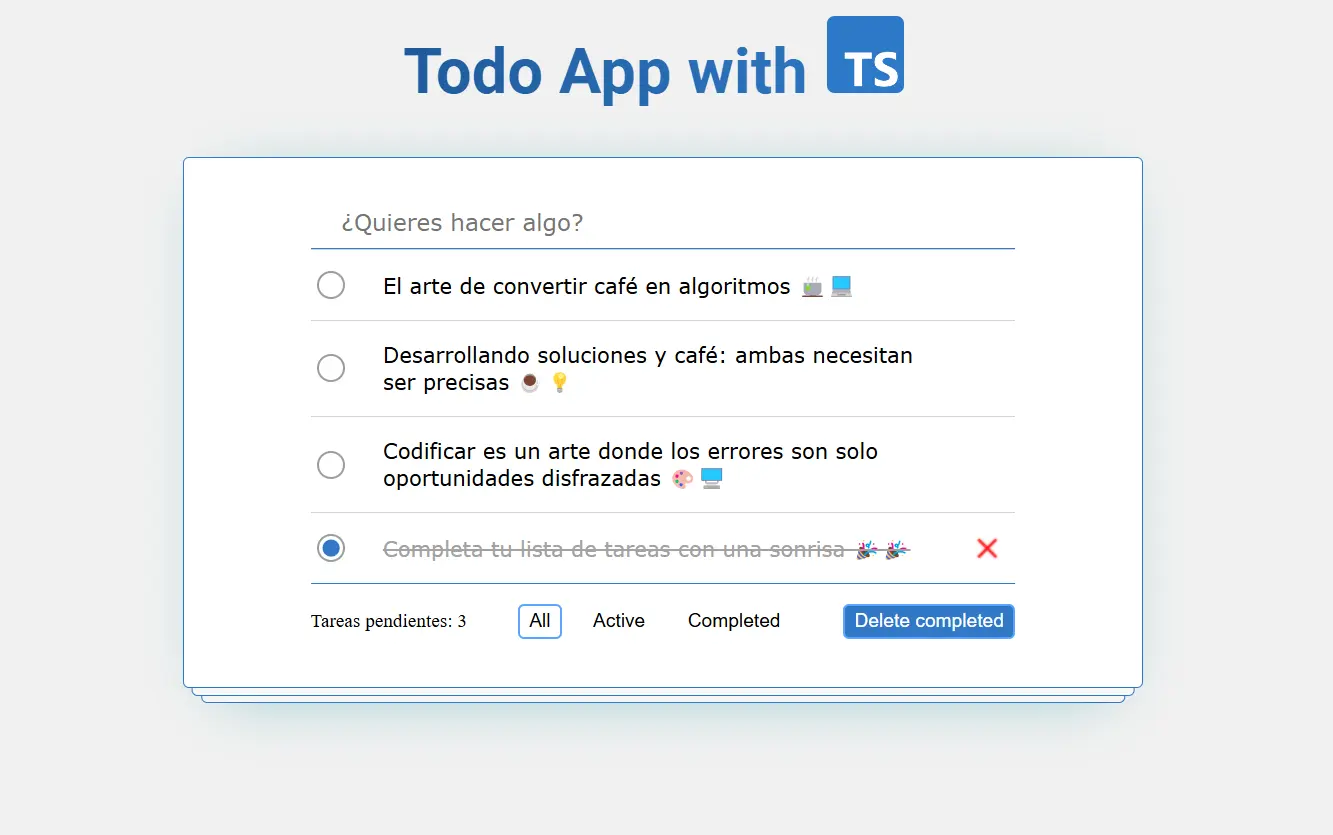 Todo App with TS
¿Quieres hacer algo?
El arte de convertir café en algoritmos ☕ 💻
Desarrollando soluciones y café: ambas necesitan
ser precisas ☕ 💡
Codificar es un arte donde los errores son solo
oportunidades disfrazadas 🎨 🖥️
Completa tu lista de tareas con una sonrisa 🎉 🎉 ❌
Tareas pendientes: 3 All Active Completed Delete completed